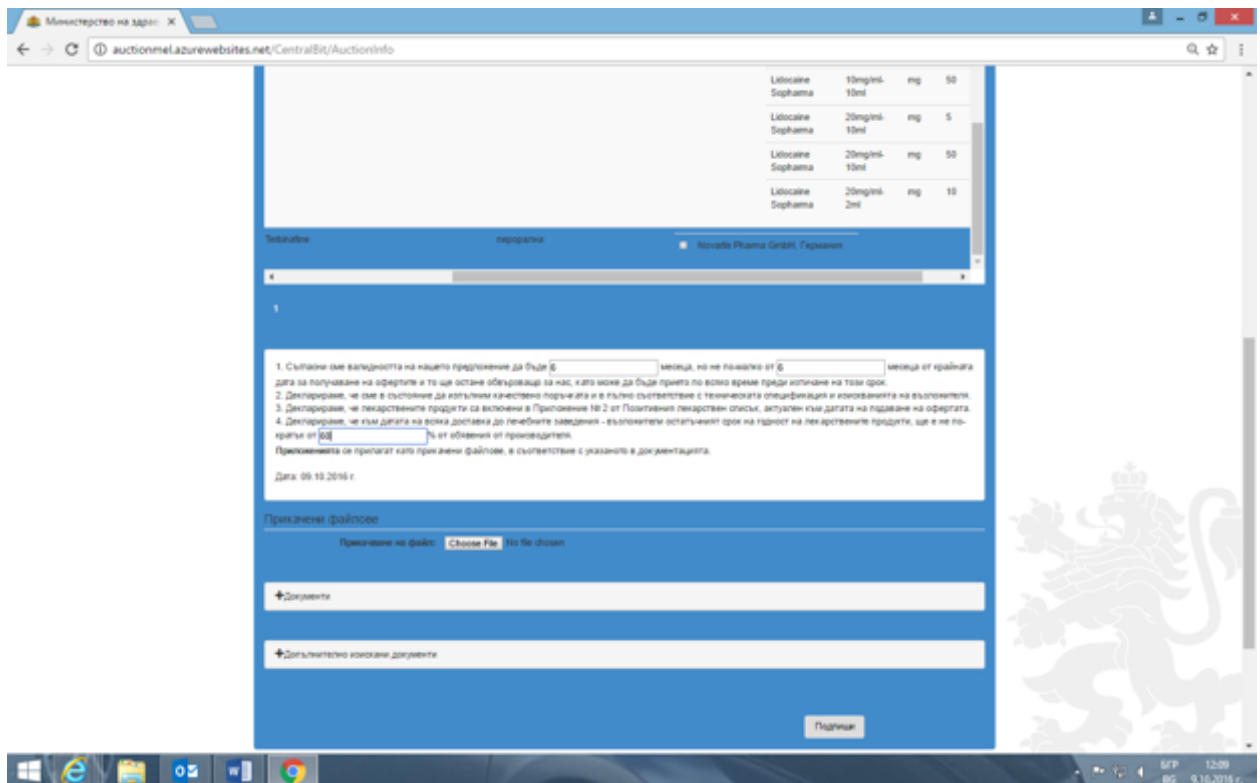 Министерство на здрав
auctionmel.azurewebsites.net/CentralBit/AuctionInfo
Lidocaine Sopharma 10mg/ml-10ml mg 50
Lidocaine Sopharma 20mg/ml-10ml mg 5
Lidocaine Sopharma 20mg/ml-10ml mg 50
Lidocaine Sopharma 20mg/ml-2ml mg 10
Terbinafine перорална Novartis Pharma GmbH, Германия
1
1. Съгласни сме валидността на нашето предложение да бъде 6 месеца, но не по-малко от 6 месеца от крайната
дата за получаване на офертите и то ще остане обвързващо за нас, като може да бъде прието по всяко време преди изтичане на този срок.
2. Декларираме, че сме в състояние да изпълним качествено поръчката и в пълно съответствие с техническата спецификация и изискванията на възложителя.
3. Декларираме, че лекарствените продукти са включени в Приложение № 2 от Позитивния лекарствен списък, актуален към датата на подаване на офертата.
4. Декларираме, че към датата на всяка доставка до лечебните заведения - възложители остатъчният срок на годност на лекарствените продукти, ще е не по-
кратък от 60 % от обявения от производителя.
Приложенията се прилагат като прикачени файлове, в съответствие с указаното в документацията.
Дата: 09.10.2016 г.
Прикачени файлове
Прикачване на файл: Choose File No file chosen
+Документи
+Допълнително изискани документи
Подпиши
БГР 12:09
BG 9.10.2016 г.